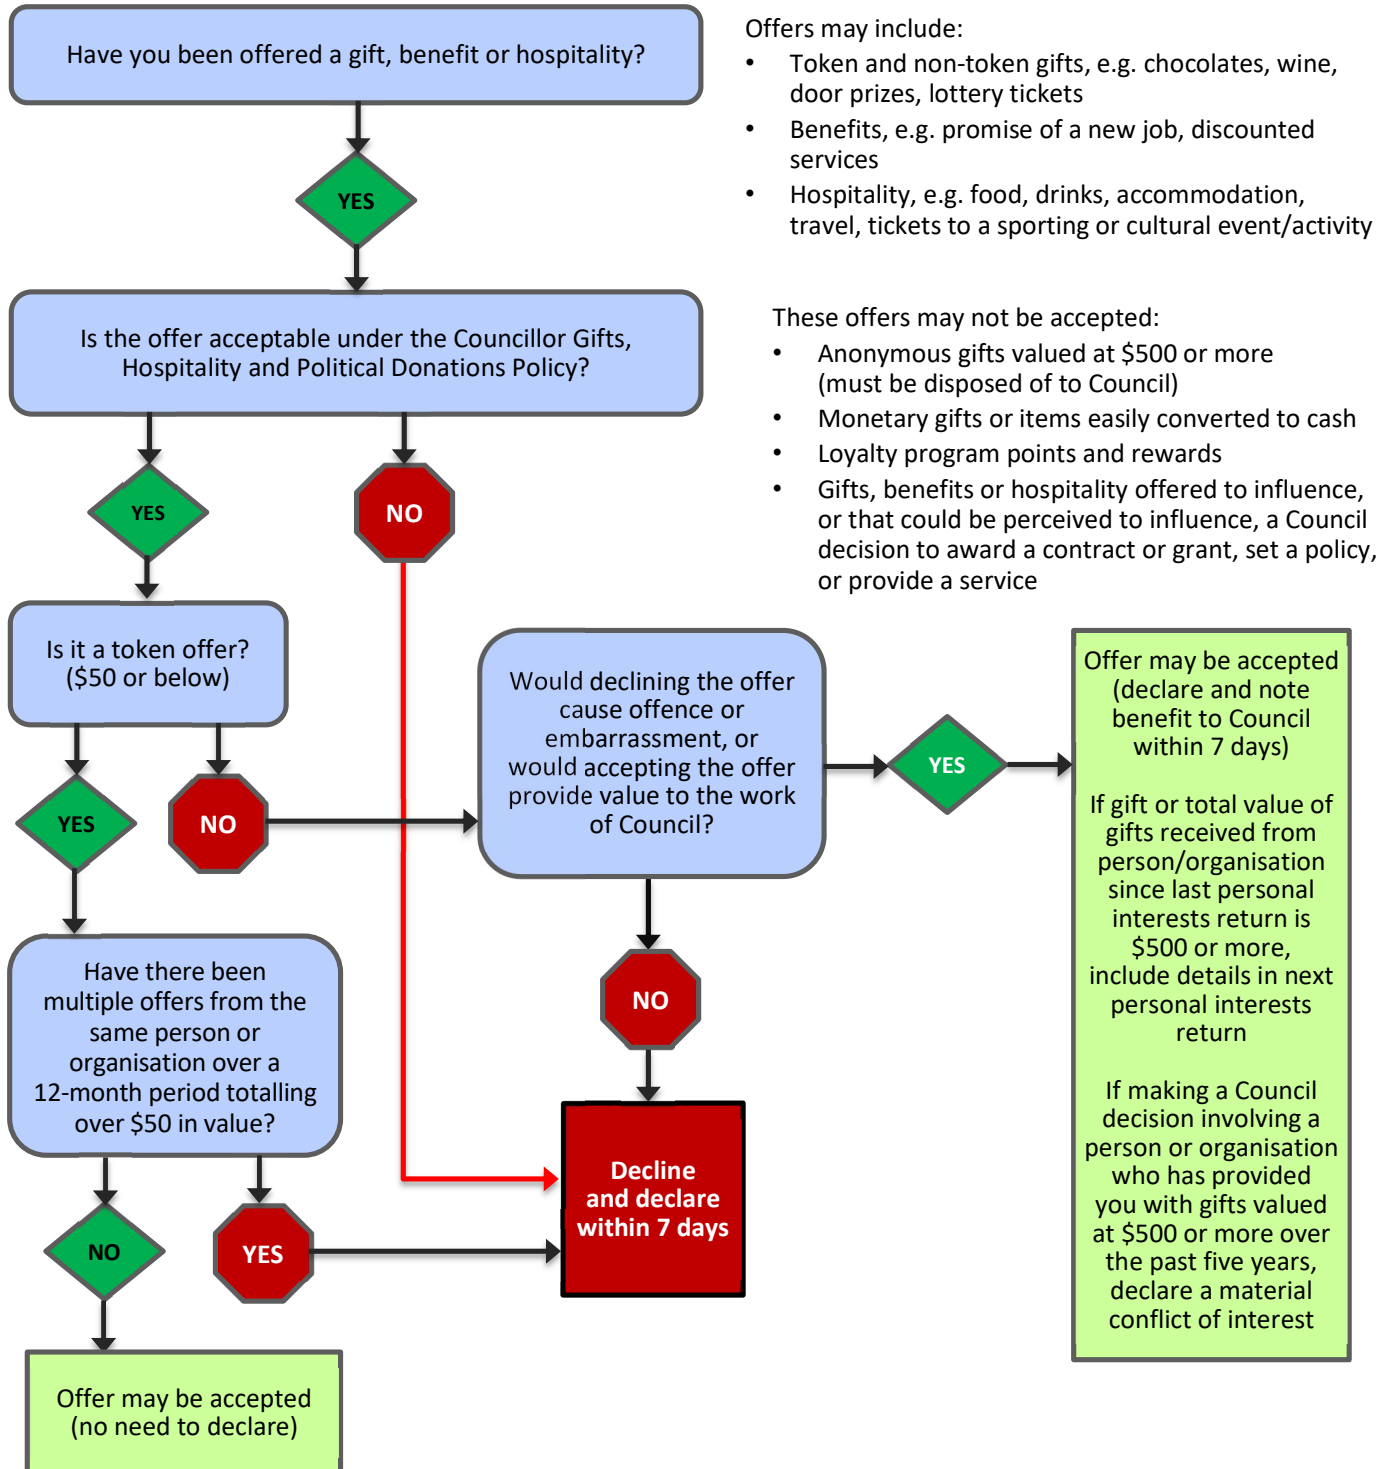 Have you been offered a gift, benefit or hospitality?
Offers may include:
• Token and non-token gifts, e.g. chocolates, wine,
door prizes, lottery tickets
• Benefits, e.g. promise of a new job, discounted
services
• Hospitality, e.g. food, drinks, accommodation,
travel, tickets to a sporting or cultural event/activity
YES
Is the offer acceptable under the Councillor Gifts,
Hospitality and Political Donations Policy?
These offers may not be accepted:
• Anonymous gifts valued at $500 or more
(must be disposed of to Council)
• Monetary gifts or items easily converted to cash
• Loyalty program points and rewards
• Gifts, benefits or hospitality offered to influence,
or that could be perceived to influence, a Council
decision to award a contract or grant, set a policy,
or provide a service
YES
NO
Is it a token offer?
($50 or below)
YES
NO
Would declining the offer
cause offence or
embarrassment, or
would accepting the offer
provide value to the work
of Council?
YES
Offer may be accepted
(declare and note
benefit to Council
within 7 days)
If gift or total value of
gifts received from
person/organisation
since last personal
interests return is
$500 or more,
include details in next
personal interests
return
If making a Council
decision involving a
person or organisation
who has provided
you with gifts valued
at $500 or more over
the past five years,
declare a material
conflict of interest
NO
Have there been
multiple offers from the
same person or
organisation over a
12-month period totalling
over $50 in value?
NO
YES
Decline
and declare
within 7 days
Offer may be accepted
(no need to declare)